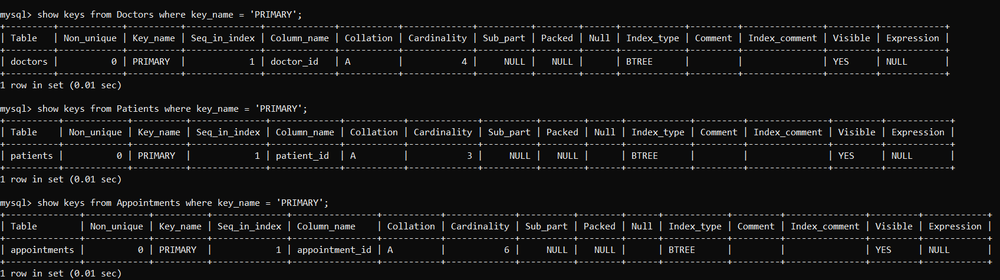 mysql> show keys from Doctors where key_name = 'PRIMARY';
+---------+------------+----------+--------------+-------------+-----------+-------------+----------+--------+------+------------+---------+---------------+---------+------------+
| Table   | Non_unique | Key_name | Seq_in_index | Column_name | Collation | Cardinality | Sub_part | Packed | Null | Index_type | Comment | Index_comment | Visible | Expression |
+---------+------------+----------+--------------+-------------+-----------+-------------+----------+--------+------+------------+---------+---------------+---------+------------+
| doctors |          0 | PRIMARY  |            1 | doctor_id   | A         |           4 |     NULL |   NULL |      | BTREE      |         |               | YES     | NULL       |
+---------+------------+----------+--------------+-------------+-----------+-------------+----------+--------+------+------------+---------+---------------+---------+------------+
1 row in set (0.01 sec)
mysql> show keys from Patients where key_name = 'PRIMARY';
+----------+------------+----------+--------------+-------------+-----------+-------------+----------+--------+------+------------+---------+---------------+---------+------------+
| Table    | Non_unique | Key_name | Seq_in_index | Column_name | Collation | Cardinality | Sub_part | Packed | Null | Index_type | Comment | Index_comment | Visible | Expression |
+----------+------------+----------+--------------+-------------+-----------+-------------+----------+--------+------+------------+---------+---------------+---------+------------+
| patients |          0 | PRIMARY  |            1 | patient_id  | A         |           3 |     NULL |   NULL |      | BTREE      |         |               | YES     | NULL       |
+----------+------------+----------+--------------+-------------+-----------+-------------+----------+--------+------+------------+---------+---------------+---------+------------+
1 row in set (0.01 sec)
mysql> show keys from Appointments where key_name = 'PRIMARY';
+--------------+------------+----------+--------------+----------------+-----------+-------------+----------+--------+------+------------+---------+---------------+---------+------------+
| Table        | Non_unique | Key_name | Seq_in_index | Column_name    | Collation | Cardinality | Sub_part | Packed | Null | Index_type | Comment | Index_comment | Visible | Expression |
+--------------+------------+----------+--------------+----------------+-----------+-------------+----------+--------+------+------------+---------+---------------+---------+------------+
| appointments |          0 | PRIMARY  |            1 | appointment_id | A         |           6 |     NULL |   NULL |      | BTREE      |         |               | YES     | NULL       |
+--------------+------------+----------+--------------+----------------+-----------+-------------+----------+--------+------+------------+---------+---------------+---------+------------+
1 row in set (0.01 sec)